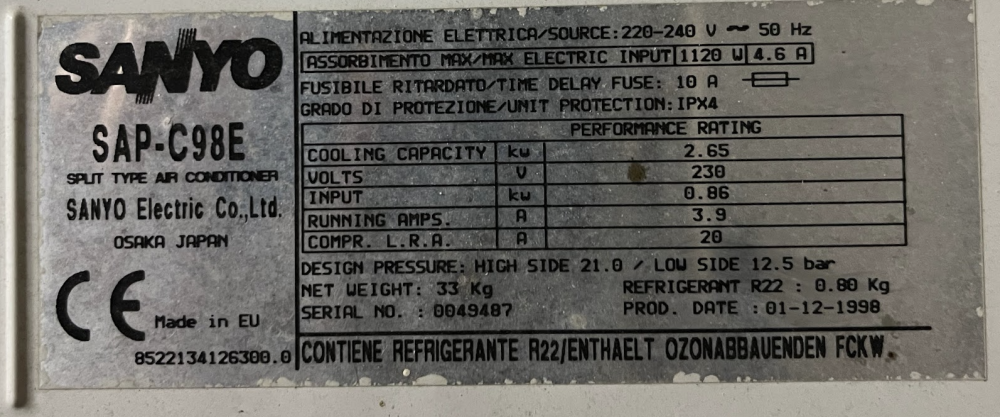 SANYO
SAP-C98E
SPLIT TYPE AIR CONDITIONER
SANYO Electric Co.,Ltd.
OSAKA JAPAN
CE Made in EU
8522134126300.0
ALIMENTAZIONE ELETTRICA/SOURCE:220-240 V ~ 50 Hz
ASSORBIMENTO MAX/MAX ELECTRIC INPUT 1120 W 4.6 A
FUSIBILE RITARDATO/TIME DELAY FUSE: 10 A
GRADO DI PROTEZIONE/UNIT PROTECTION: IPX4
PERFORMANCE RATING
COOLING CAPACITY kw 2.65
VOLTS V 230
INPUT kw 0.86
RUNNING AMPS. A 3.9
COMPR. L.R.A. A 20
DESIGN PRESSURE: HIGH SIDE 21.0 / LOW SIDE 12.5 bar
NET WEIGHT: 33 Kg REFRIGERANT R22 : 0.80 Kg
SERIAL NO. : 0049487 PROD. DATE : 01-12-1998
CONTIENE REFRIGERANTE R22/ENTHAELT OZONABBAUENDEN FCKW.